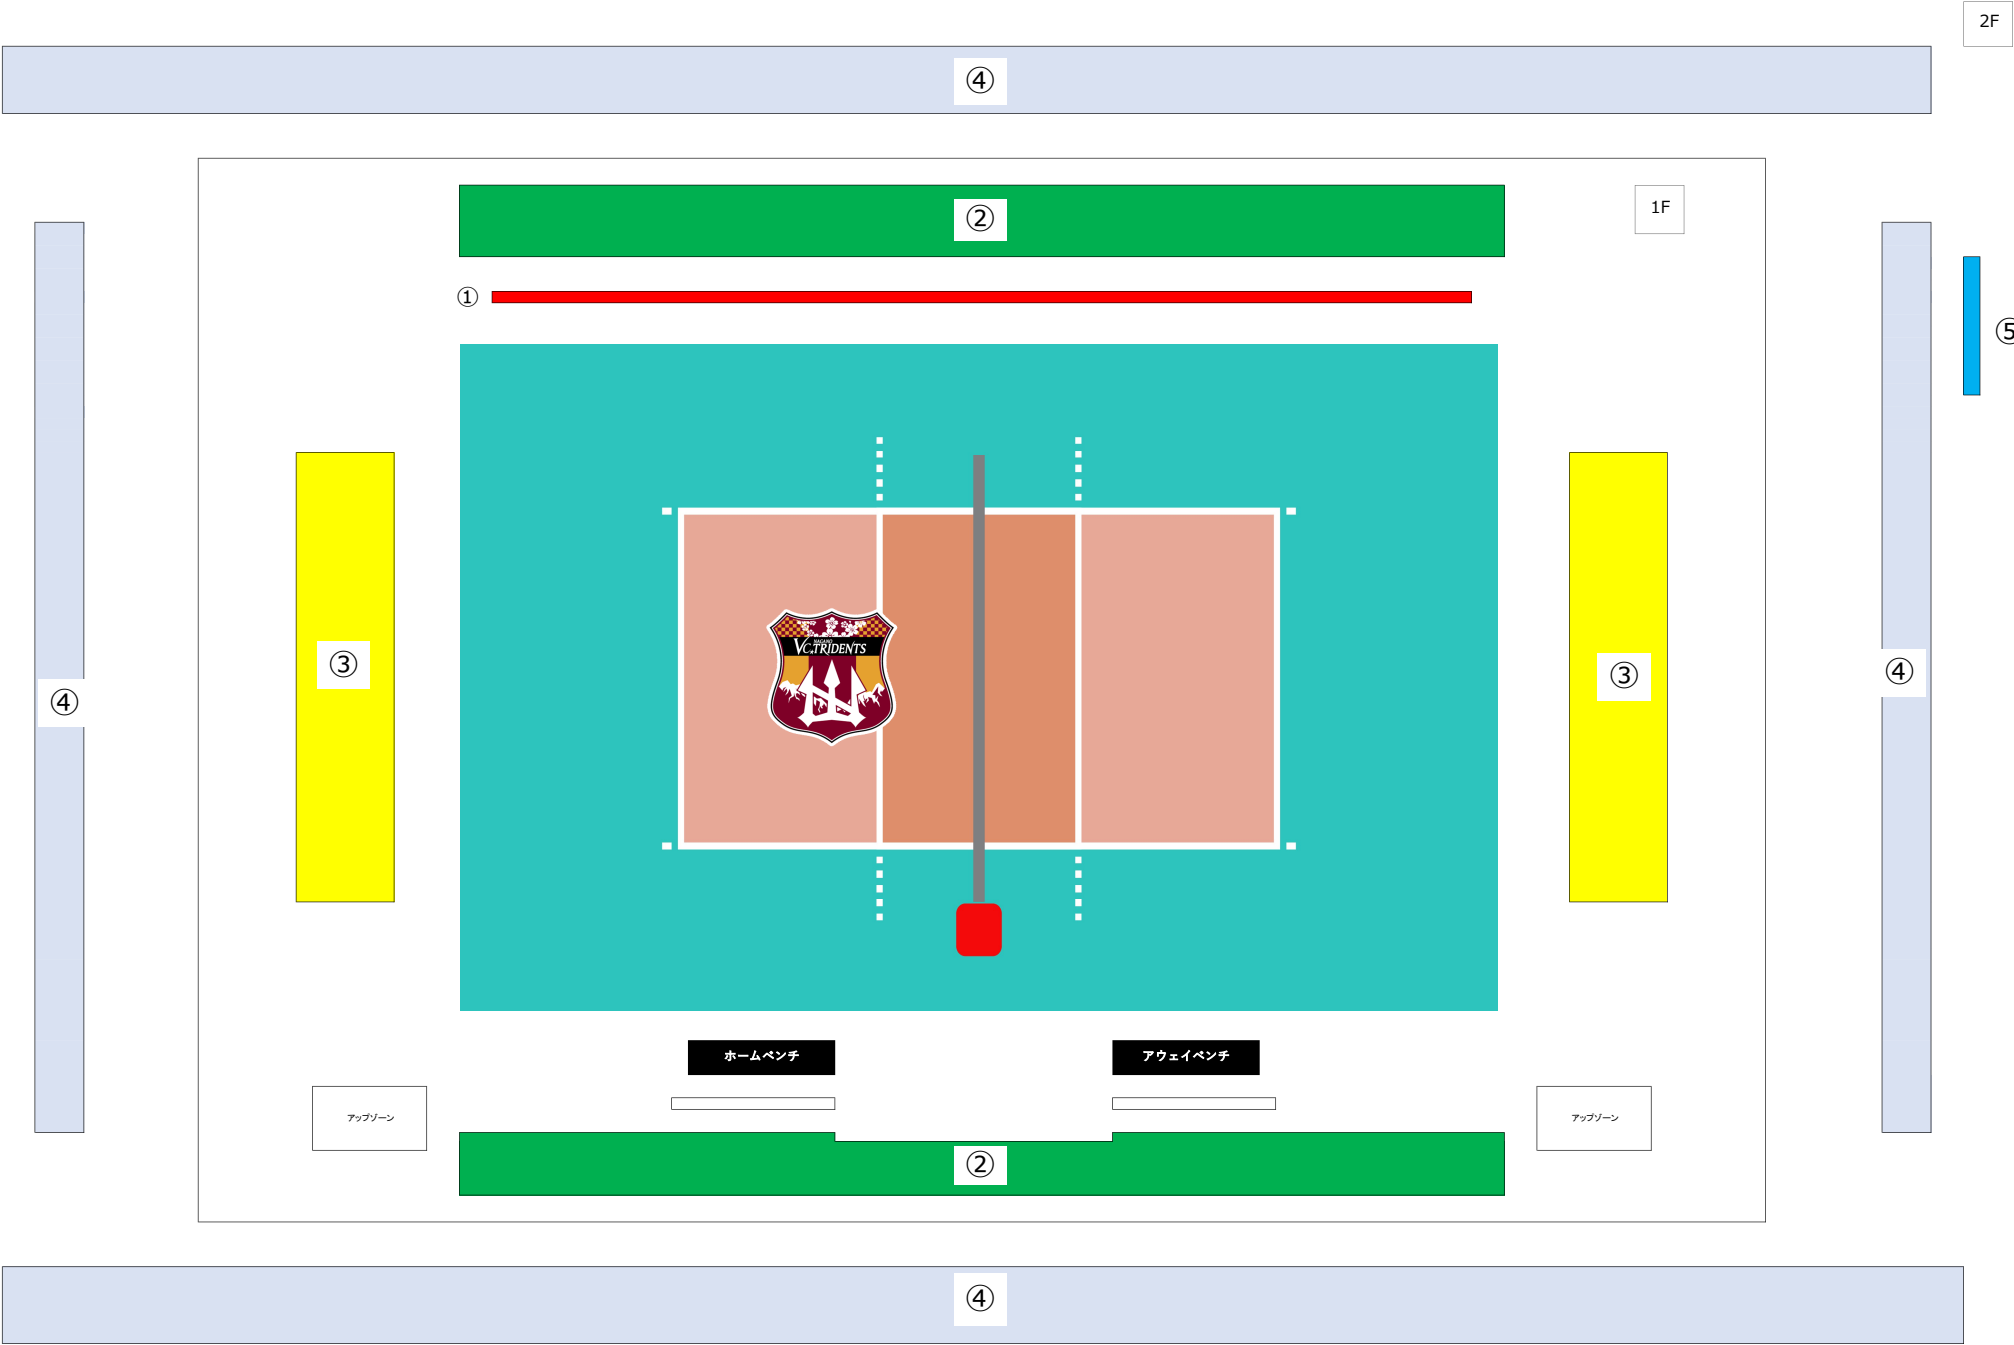 2F
④
②
1F
①
⑤
③
NAGANO
VC.TRIDENTS
③
④
④
ホームベンチ
アウェイベンチ
アップゾーン
アップゾーン
②
④